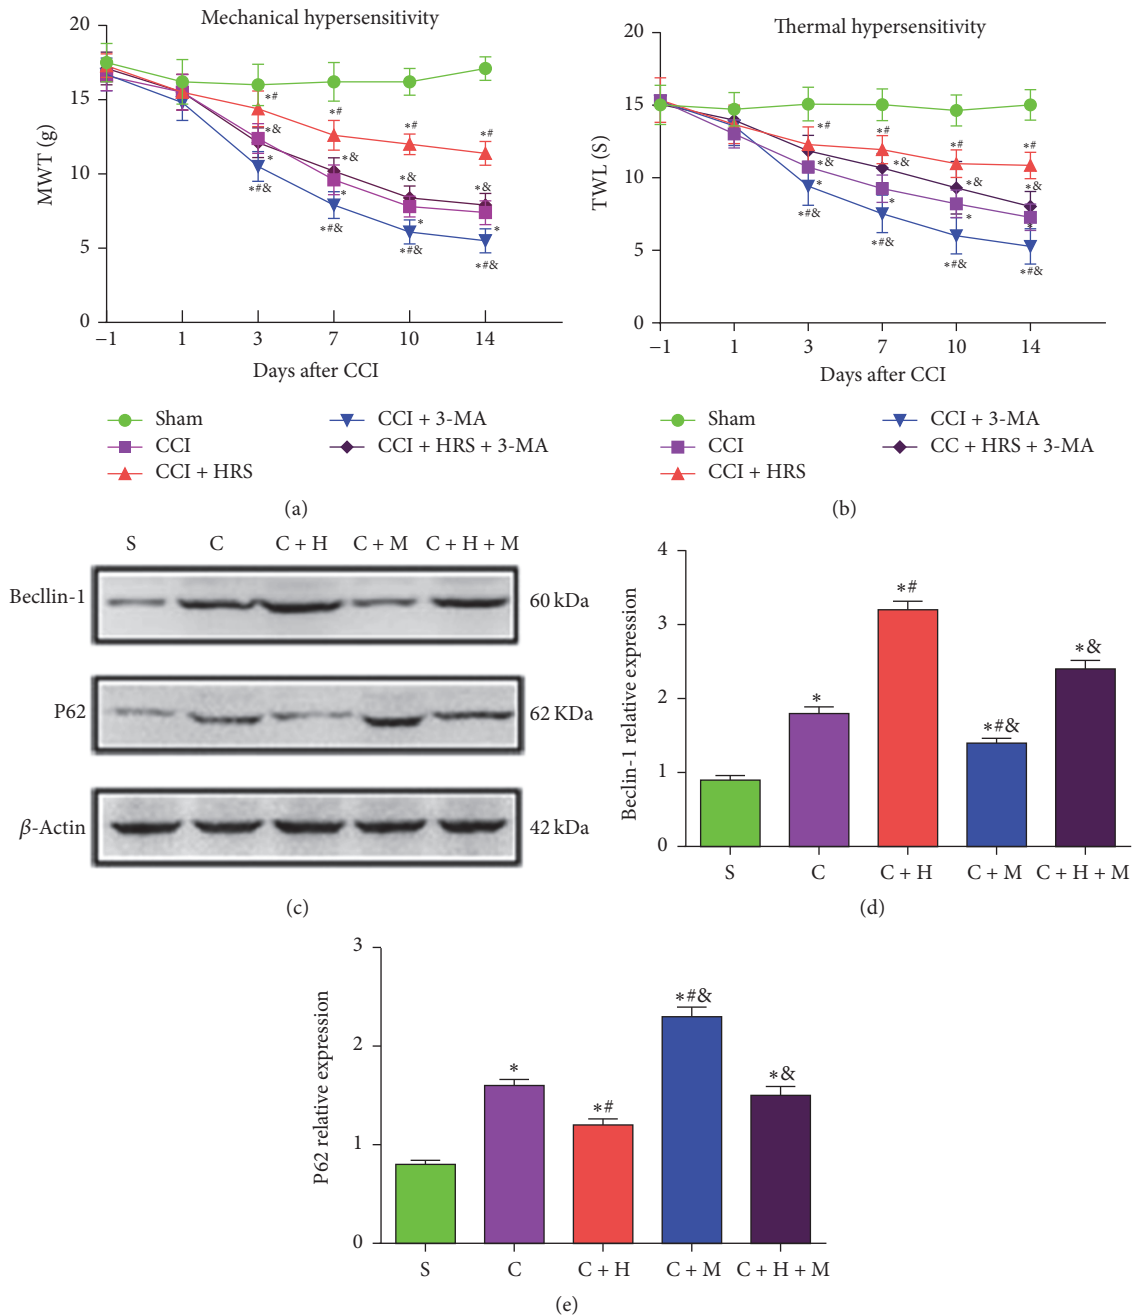 Mechanical hypersensitivity
20
15
10
5
0
MWT (g)
*#
*&
*
*#&
*#
*&
*
*#&
*#
*&
*
*#&
*#
*&
*
*#&
−1 1 3 7 10 14
Days after CCI
Sham
CCI
CCI + HRS
CCI + 3-MA
CCI + HRS + 3-MA
(a)
Thermal hypersensitivity
20
15
10
5
0
TWL (S)
*#
*&
*
*#&
*#
*&
*
*#&
*#
*&
*
*#&
*#
*&
*
*#&
−1 1 3 7 10 14
Days after CCI
Sham
CCI
CCI + HRS
CCI + 3-MA
CC + HRS + 3-MA
(b)
S C C + H C + M C + H + M
Becllin-1 60 kDa
P62 62 KDa
β-Actin 42 kDa
(c)
4
3
2
1
0
Beclin-1 relative expression
*
*#
*#&
*&
S C C + H C + M C + H + M
(d)
3
2
1
0
P62 relative expression
*
*#
*#&
*&
S C C + H C + M C + H + M
(e)